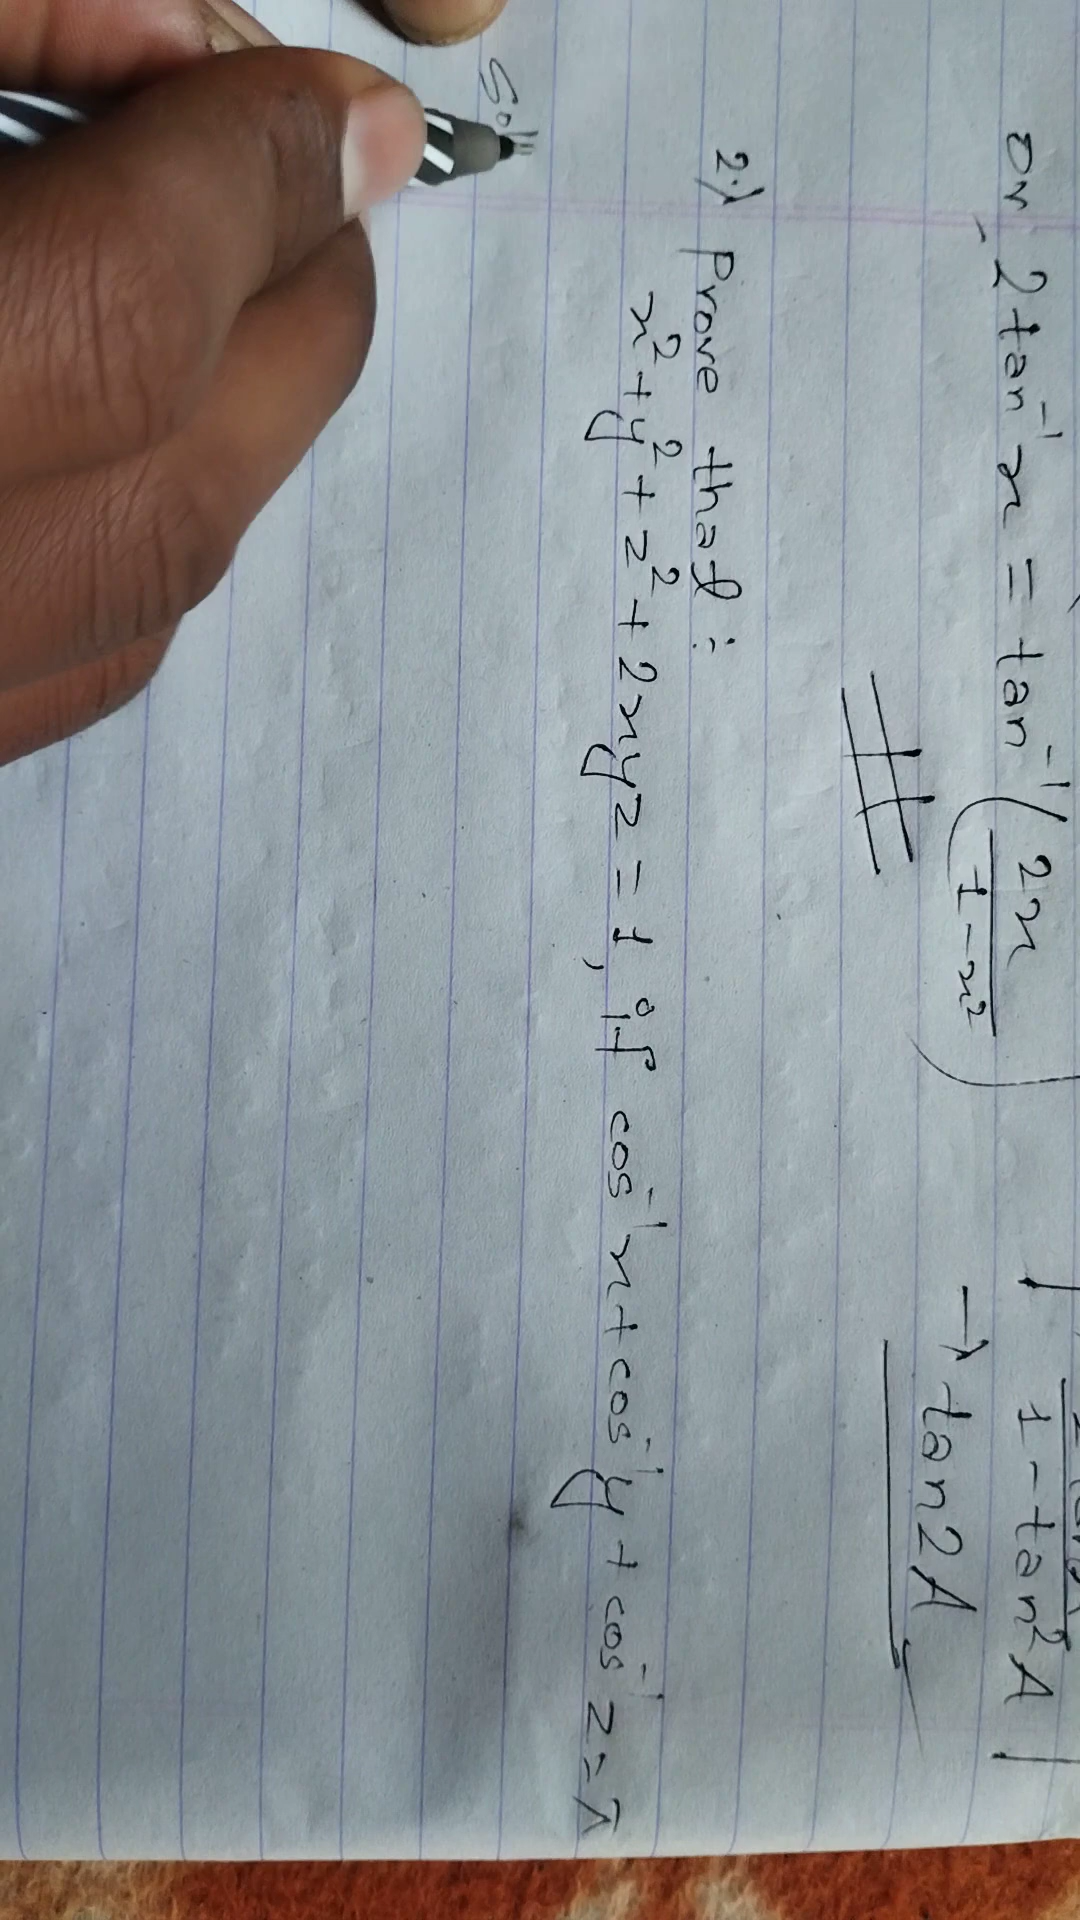 or 2tan⁻¹x = tan⁻¹(2x/1-x²)
1-tan²A
→ tan2A
2.) Prove that :
x² + y² + z² + 2xyz = 1, if cos⁻¹x + cos⁻¹y + cos⁻¹z = π
Solⁿ